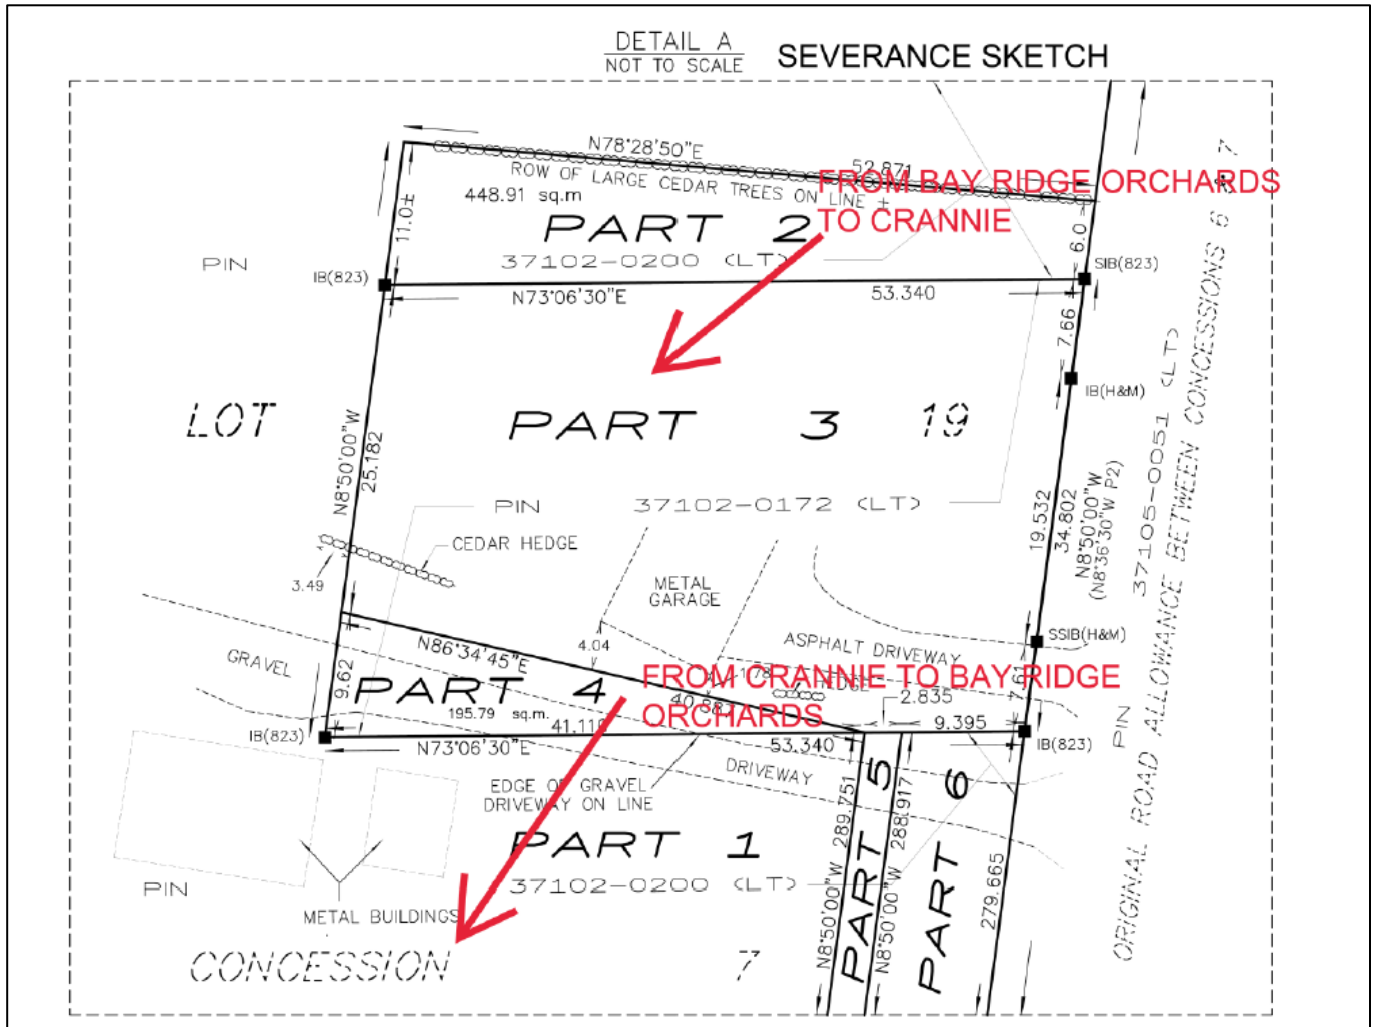 DETAIL A
NOT TO SCALE
SEVERANCE SKETCH
N78°28'50"E
52.871
ROW OF LARGE CEDAR TREES ON LINE ±
448.91 sq.m
FROM BAY RIDGE ORCHARDS
TO CRANNIE
11.0±
PART 2
6.0
PIN
37102-0200 (LT)
IB(823)
SIB(823)
N73°06'30"E
53.340
7.66
IB(H&M)
LOT
PART 3
19
N8°50'00"W
25.182
PIN
37102-0172 (LT)
CEDAR HEDGE
3.49
METAL
GARAGE
19.532
34.802
N8°50'00"W
(N8°36'30"W P2)
37105-0051 (LT)
PIN
ORIGINAL ROAD ALLOWANCE BETWEEN CONCESSIONS 6 & 7
SSIB(H&M)
ASPHALT DRIVEWAY
GRAVEL
N86°34'45"E
4.04
1.78
HEDGE
7.61
FROM CRANNIE TO BAY RIDGE
ORCHARDS
9.62
PART 4
195.79 sq.m.
2.835
9.395
41.110
IB(823)
N73°06'30"E
53.340
IB(823)
DRIVEWAY
EDGE OF GRAVEL
DRIVEWAY ON LINE
PART 1
37102-0200 (LT)
PIN
METAL BUILDINGS
N8°50'00"W 289.751
PART 5
N8°50'00"W 288.917
PART 6
279.665
CONCESSION 7